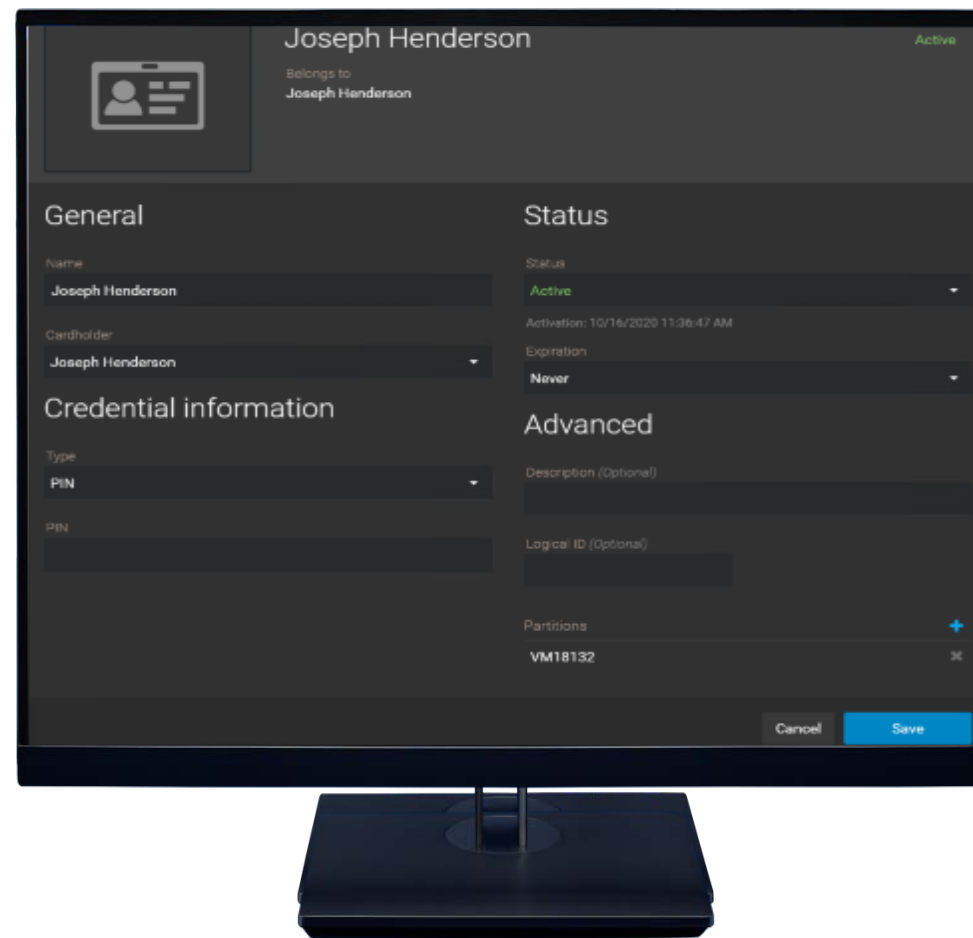 Joseph Henderson
Active
Belongs to
Joseph Henderson
General
Name
Joseph Henderson
Cardholder
Joseph Henderson
Credential information
Type
PIN
PIN
Status
Status
Active
Activation: 10/16/2020 11:36:47 AM
Expiration
Never
Advanced
Description (Optional)
Logical ID (Optional)
Partitions
VM18132
Cancel
Save